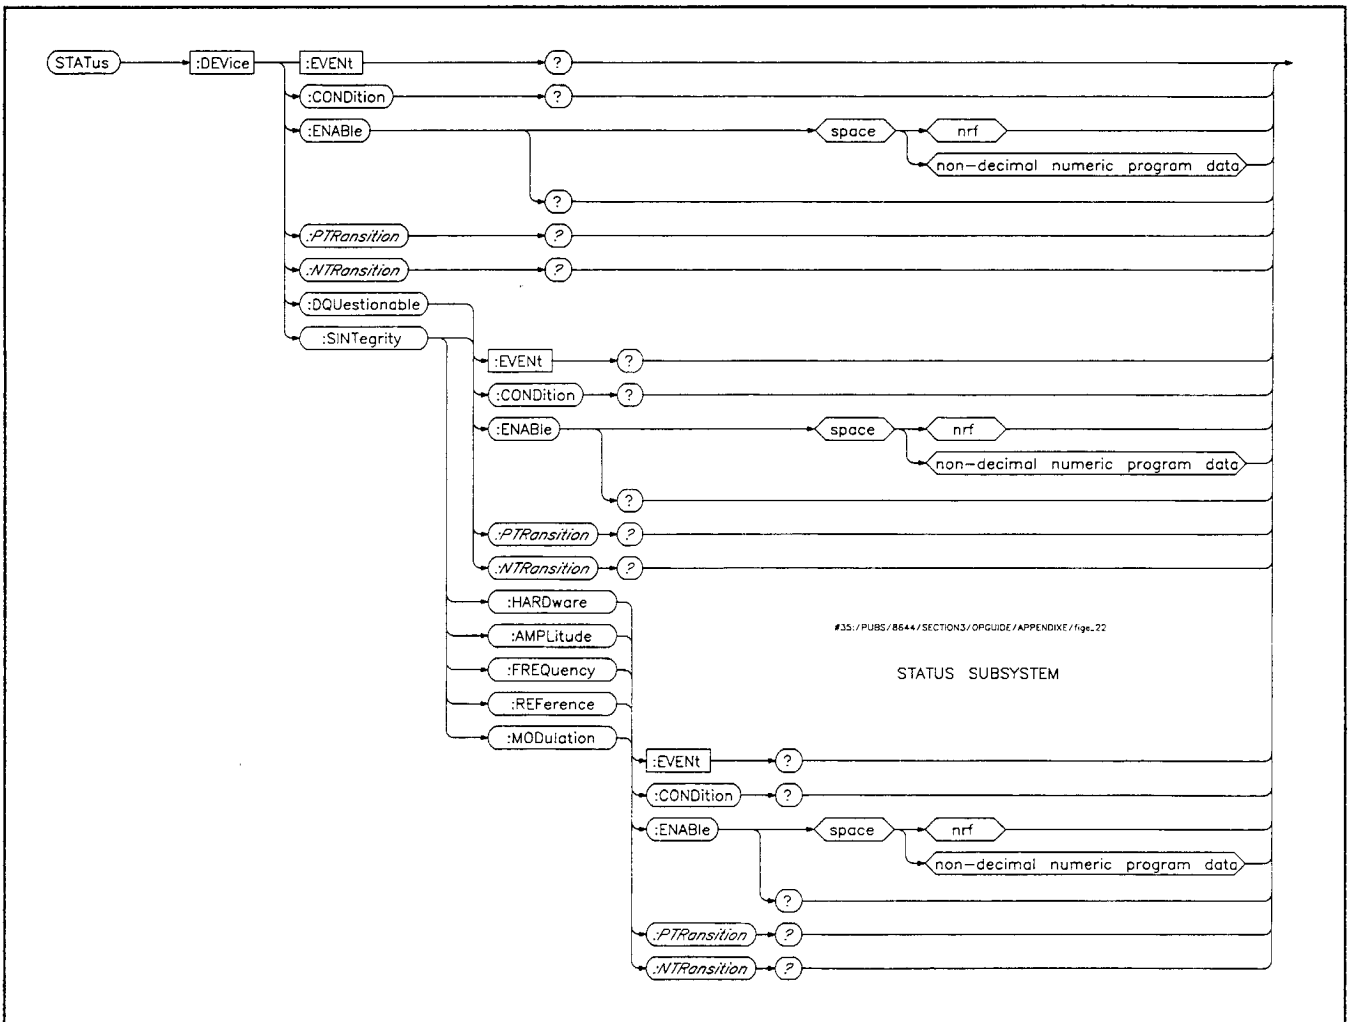 STATus :DEVice :EVENt ?
:CONDition ?
:ENABle space nrf
non-decimal numeric program data
?
:PTRansition ?
:NTRansition ?
:DQUestionable
:SINTegrity
:EVENt ?
:CONDition ?
:ENABle space nrf
non-decimal numeric program data
?
:PTRansition ?
:NTRansition ?
:HARDware
#35:/PUBS/8644/SECTION3/OPGUIDE/APPENDIXE/fige_22
:AMPLitude
:FREQuency
STATUS SUBSYSTEM
:REFerence
:MODulation
:EVENt ?
:CONDition ?
:ENABle space nrf
non-decimal numeric program data
?
:PTRansition ?
:NTRansition ?